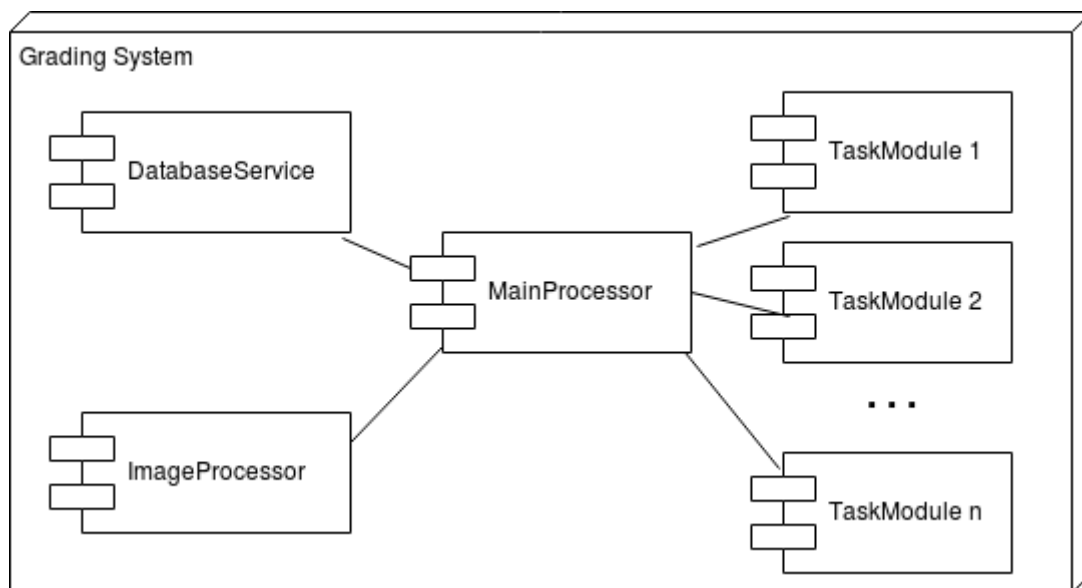 Grading System
DatabaseService
TaskModule 1
MainProcessor
TaskModule 2
...
ImageProcessor
TaskModule n